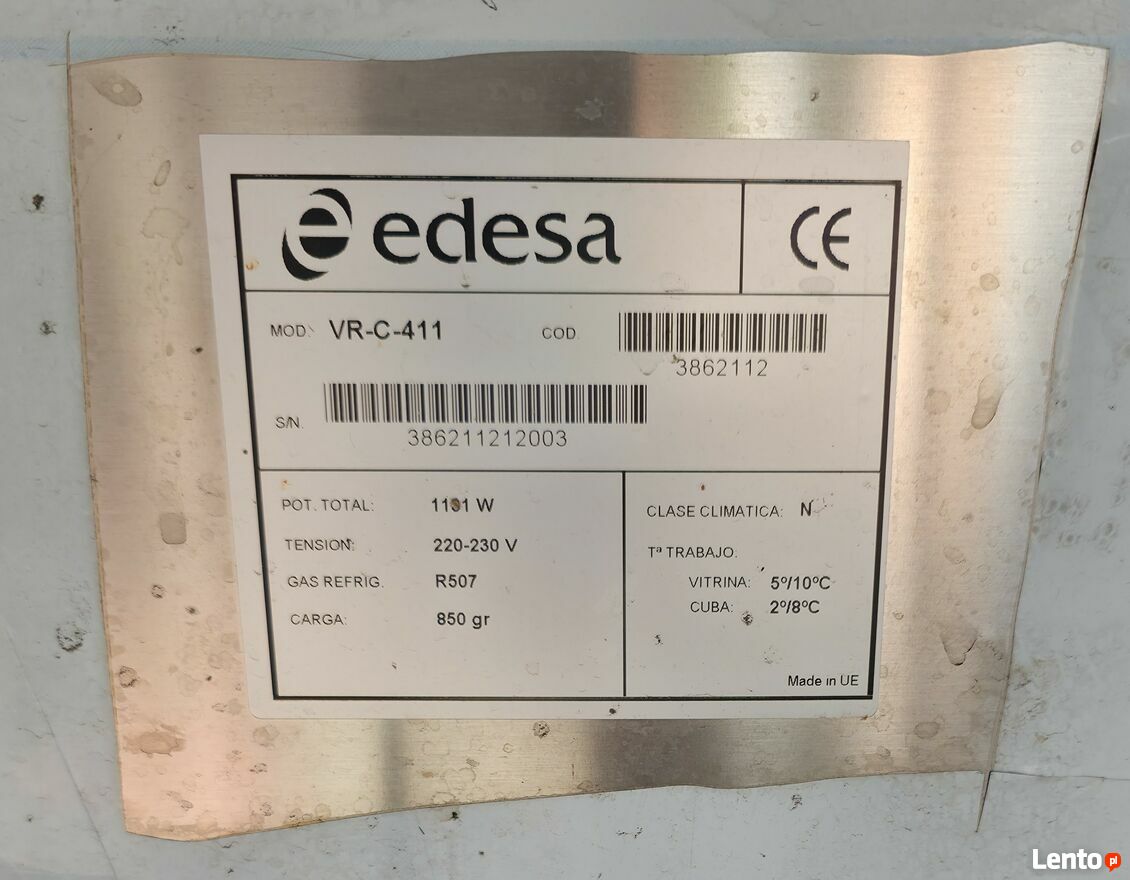 edesa CE
MOD. VR-C-411 COD. 3862112
S/N. 386211212003
POT. TOTAL: W
TENSION: 220-230 V
GAS REFRIG. R507
CARGA: 850 gr
CLASE CLIMATICA: N
Tª TRABAJO.
VITRINA: 5º/10ºC
CUBA: 2º/8ºC
Made in UE
Lento pl